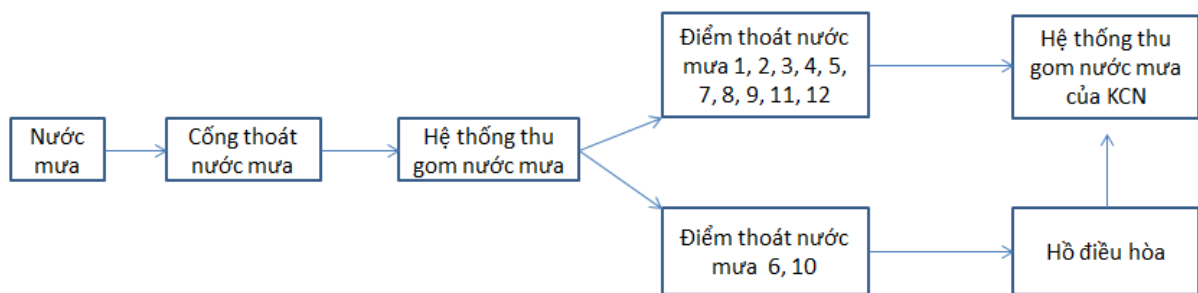 Nước
mưa
Cống thoát
nước mưa
Hệ thống thu
gom nước mưa
Điểm thoát nước
mưa 1, 2, 3, 4, 5,
7, 8, 9, 11, 12
Hệ thống thu
gom nước mưa
của KCN
Điểm thoát nước
mưa 6, 10
Hồ điều hòa